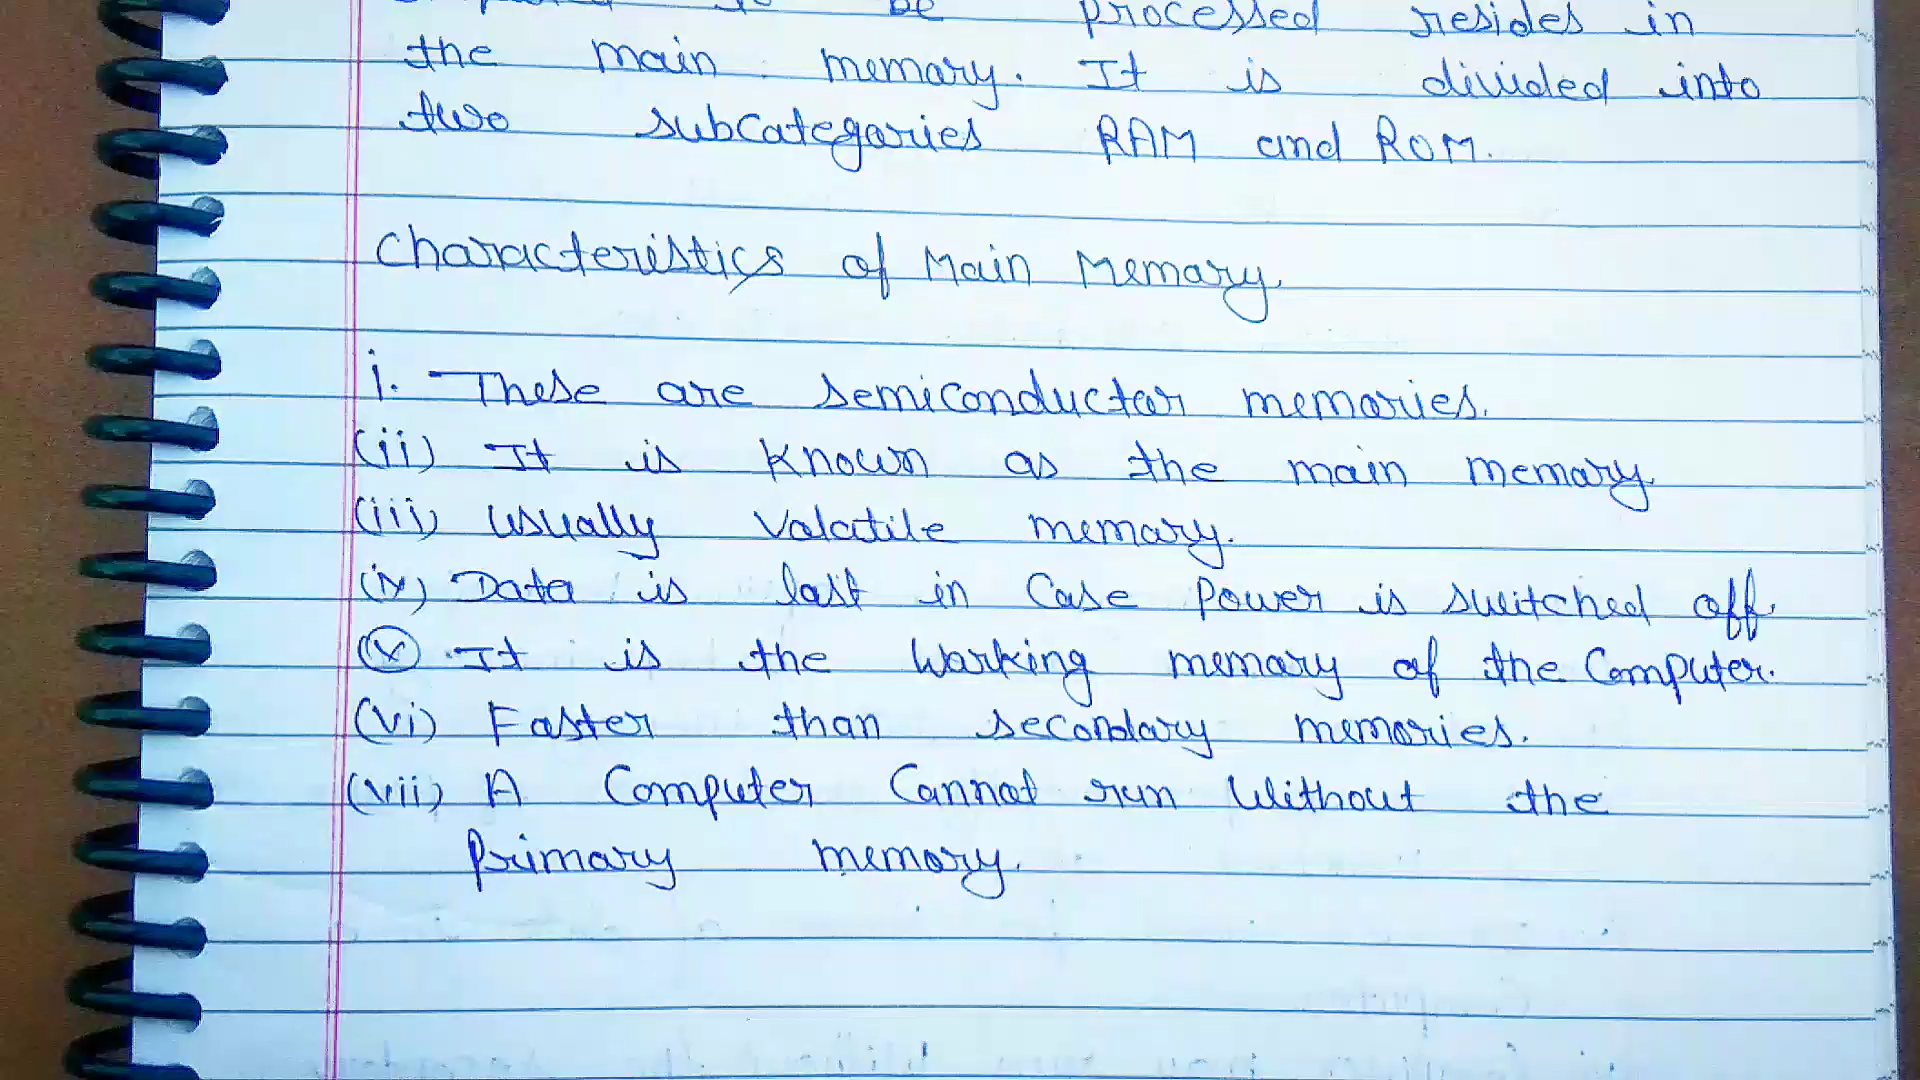 be processed resides in
the main memory. It is divided into
two subcategories RAM and ROM.
Characteristics of Main Memory.
i. These are semiconductor memories.
(ii) It is known as the main memory.
(iii) usually volatile memory.
(iv) Data is lost in case power is switched off.
(v) It is the working memory of the computer.
(vi) Faster than secondary memories.
(vii) A computer cannot run without the
primary memory.